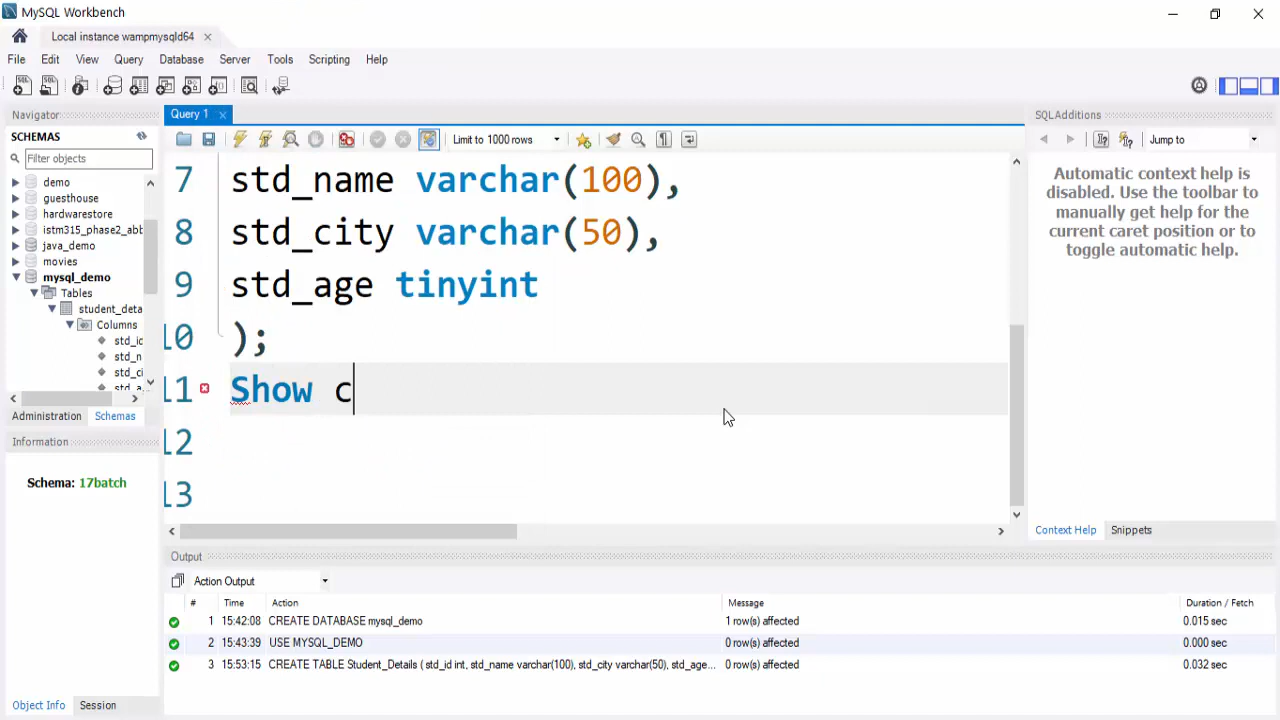 MySQL Workbench
Local instance wampmysqld64
File Edit View Query Database Server Tools Scripting Help
Navigator
SCHEMAS
Filter objects
demo
guesthouse
hardwarestore
istm315_phase2_abb
java_demo
movies
mysql_demo
Tables
student_deta
Columns
std_id
std_n
std_ci
std_a
Administration Schemas
Information
Schema: 17batch
Object Info Session
Query 1
Limit to 1000 rows
7 std_name varchar(100),
8 std_city varchar(50),
9 std_age tinyint
10 );
11 Show c
12
13
SQLAdditions
Jump to
Automatic context help is
disabled. Use the toolbar to
manually get help for the
current caret position or to
toggle automatic help.
Context Help Snippets
Output
Action Output
# Time Action Message Duration / Fetch
1 15:42:08 CREATE DATABASE mysql_demo 1 row(s) affected 0.015 sec
2 15:43:39 USE MYSQL_DEMO 0 row(s) affected 0.000 sec
3 15:53:15 CREATE TABLE Student_Details ( std_id int, std_name varchar(100), std_city varchar(50), std_age... 0 row(s) affected 0.032 sec